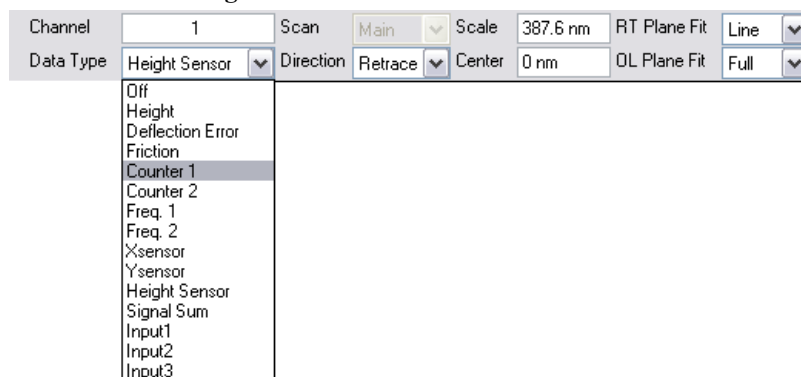 Channel 1 Scan Main Scale 387.6 nm RT Plane Fit Line
Data Type Height Sensor Direction Retrace Center 0 nm OL Plane Fit Full
Off
Height
Deflection Error
Friction
Counter 1
Counter 2
Freq. 1
Freq. 2
Xsensor
Ysensor
Height Sensor
Signal Sum
Input1
Input2
Input3